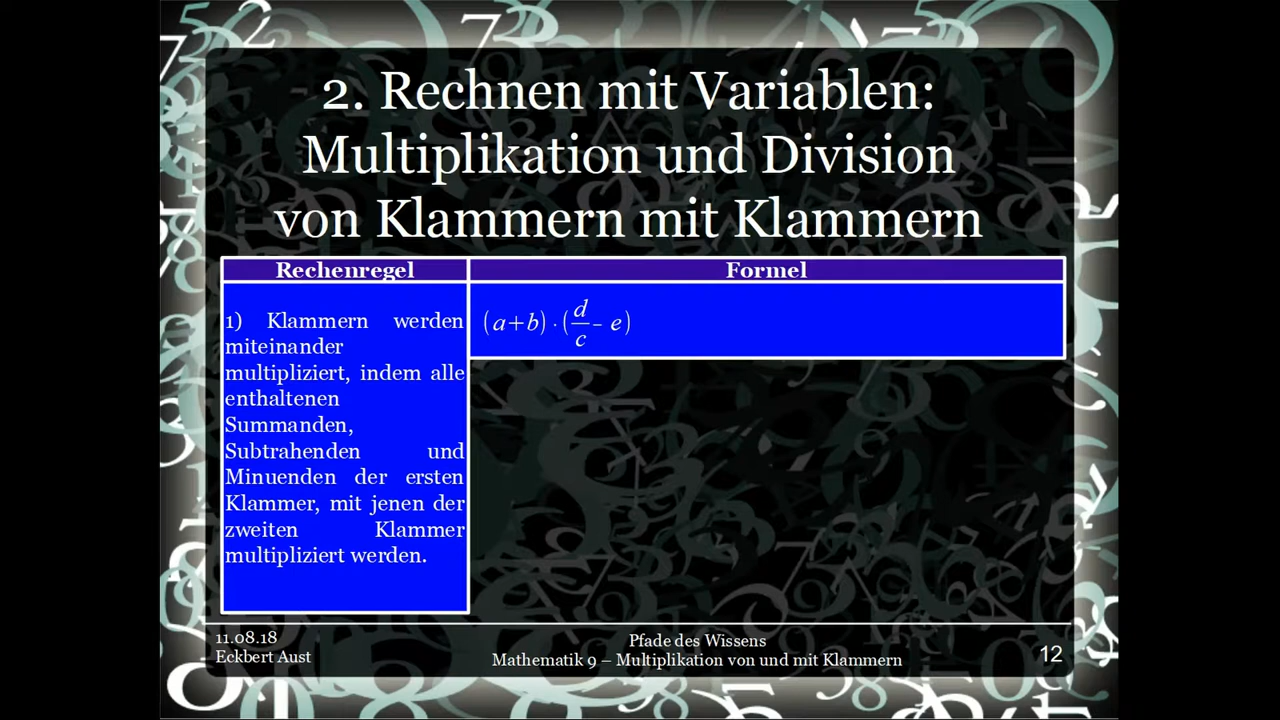 2. Rechnen mit Variablen:
Multiplikation und Division
von Klammern mit Klammern
Rechenregel
Formel
1) Klammern werden
miteinander
multipliziert, indem alle
enthaltenen
Summanden,
Subtrahenden und
Minuenden der ersten
Klammer, mit jenen der
zweiten Klammer
multipliziert werden.
(a+b)·(d/c− e)
11.08.18
Eckbert Aust
Pfade des Wissens
Mathematik 9 – Multiplikation von und mit Klammern
12